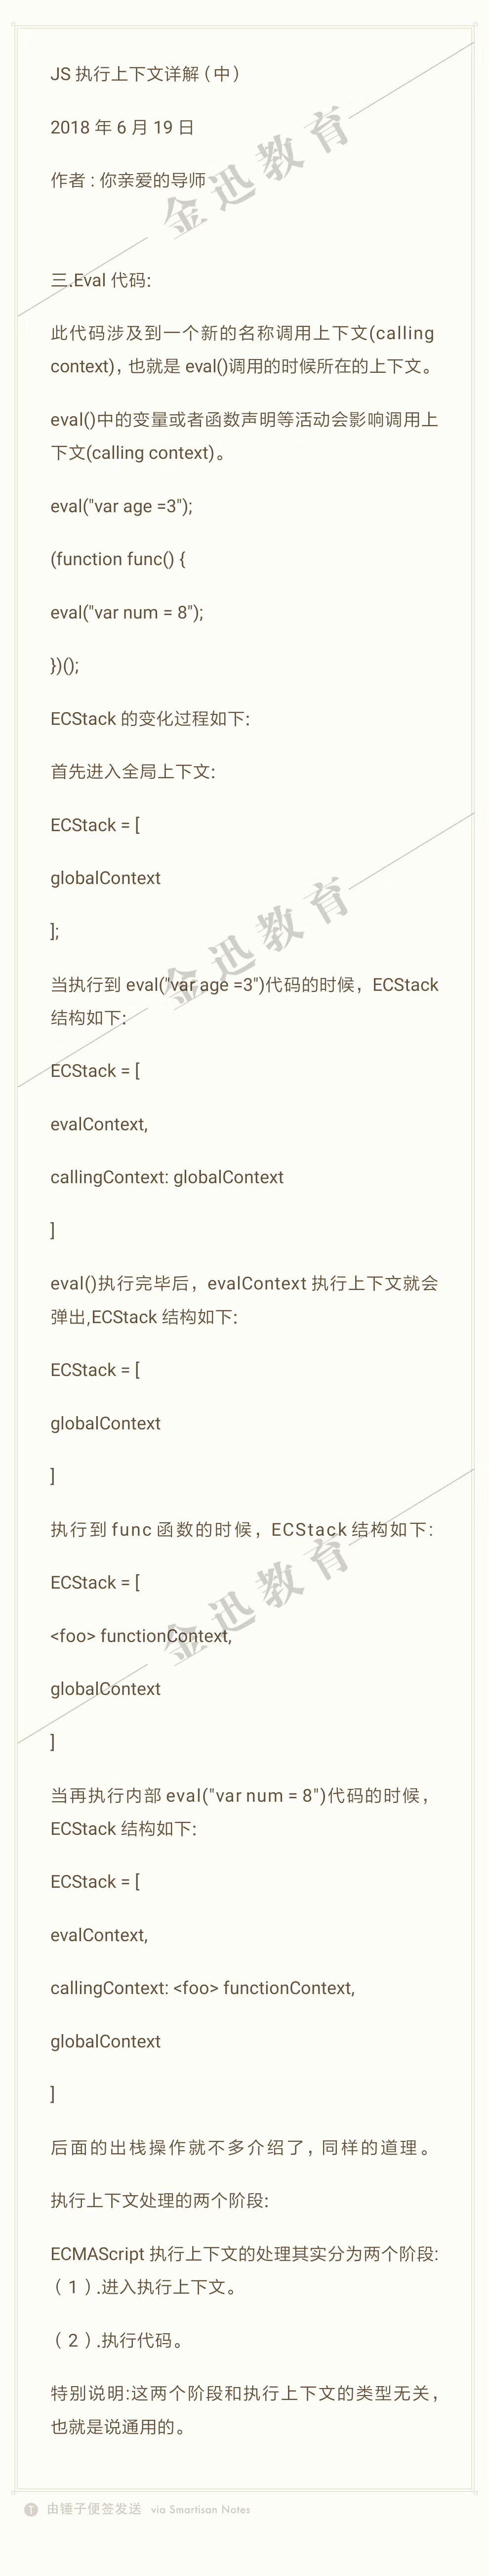 JS 执行上下文详解（中）
2018 年 6 月 19 日
作者 : 你亲爱的导师
金迅教育
三.Eval 代码:
此代码涉及到一个新的名称调用上下文(calling
context)，也就是 eval()调用的时候所在的上下文。
eval()中的变量或者函数声明等活动会影响调用上
下文(calling context)。
eval("var age =3");
(function func() {
eval("var num = 8");
})();
ECStack 的变化过程如下:
首先进入全局上下文:
ECStack = [
globalContext
];
金迅教育
当执行到 eval("var age =3")代码的时候，ECStack
结构如下:
ECStack = [
evalContext,
callingContext: globalContext
]
eval()执行完毕后，evalContext 执行上下文就会
弹出,ECStack 结构如下:
ECStack = [
globalContext
]
执行到 func 函数的时候，ECStack 结构如下:
ECStack = [
金迅教育
<foo> functionContext,
globalContext
]
当再执行内部 eval("var num = 8")代码的时候，
ECStack 结构如下:
ECStack = [
evalContext,
callingContext: <foo> functionContext,
globalContext
]
后面的出栈操作就不多介绍了，同样的道理。
执行上下文处理的两个阶段:
ECMAScript 执行上下文的处理其实分为两个阶段:
（1）.进入执行上下文。
（2）.执行代码。
特别说明:这两个阶段和执行上下文的类型无关，
也就是说通用的。
由锤子便签发送 via Smartisan Notes